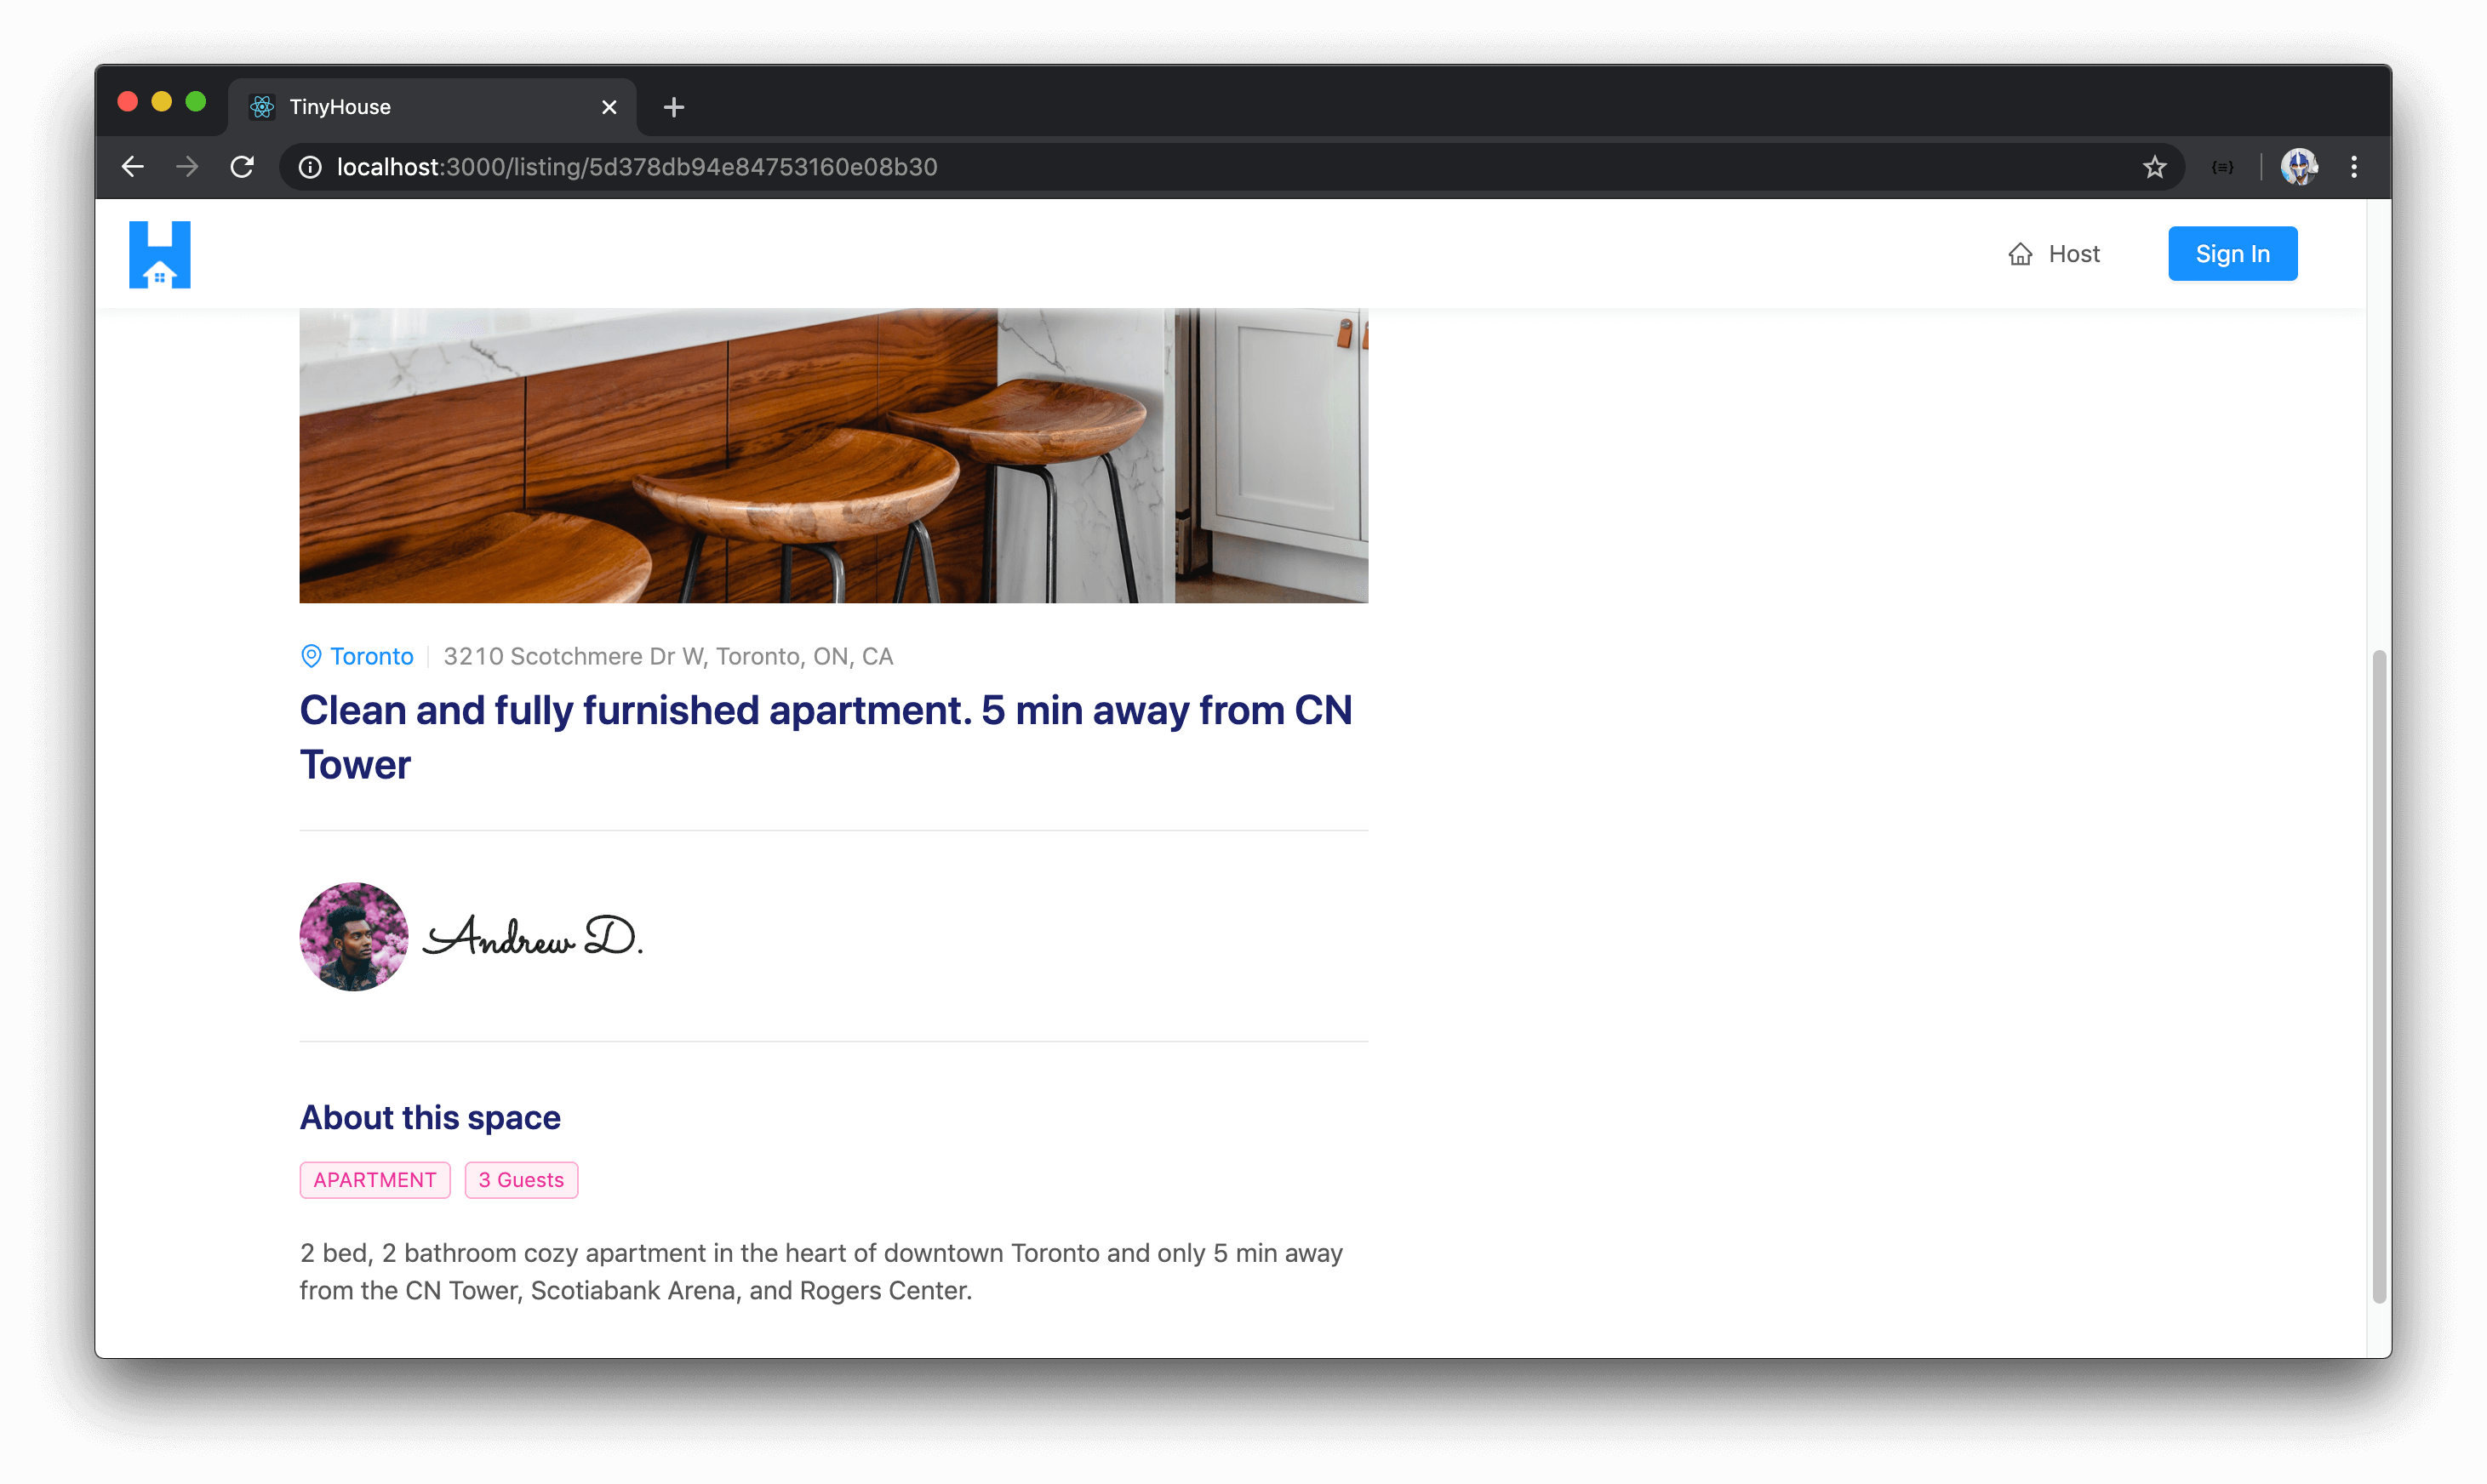 TinyHouse
localhost:3000/listing/5d378db94e84753160e08b30
Host
Sign In
Toronto 3210 Scotchmere Dr W, Toronto, ON, CA
Clean and fully furnished apartment. 5 min away from CN
Tower
Andrew D.
About this space
APARTMENT 3 Guests
2 bed, 2 bathroom cozy apartment in the heart of downtown Toronto and only 5 min away
from the CN Tower, Scotiabank Arena, and Rogers Center.